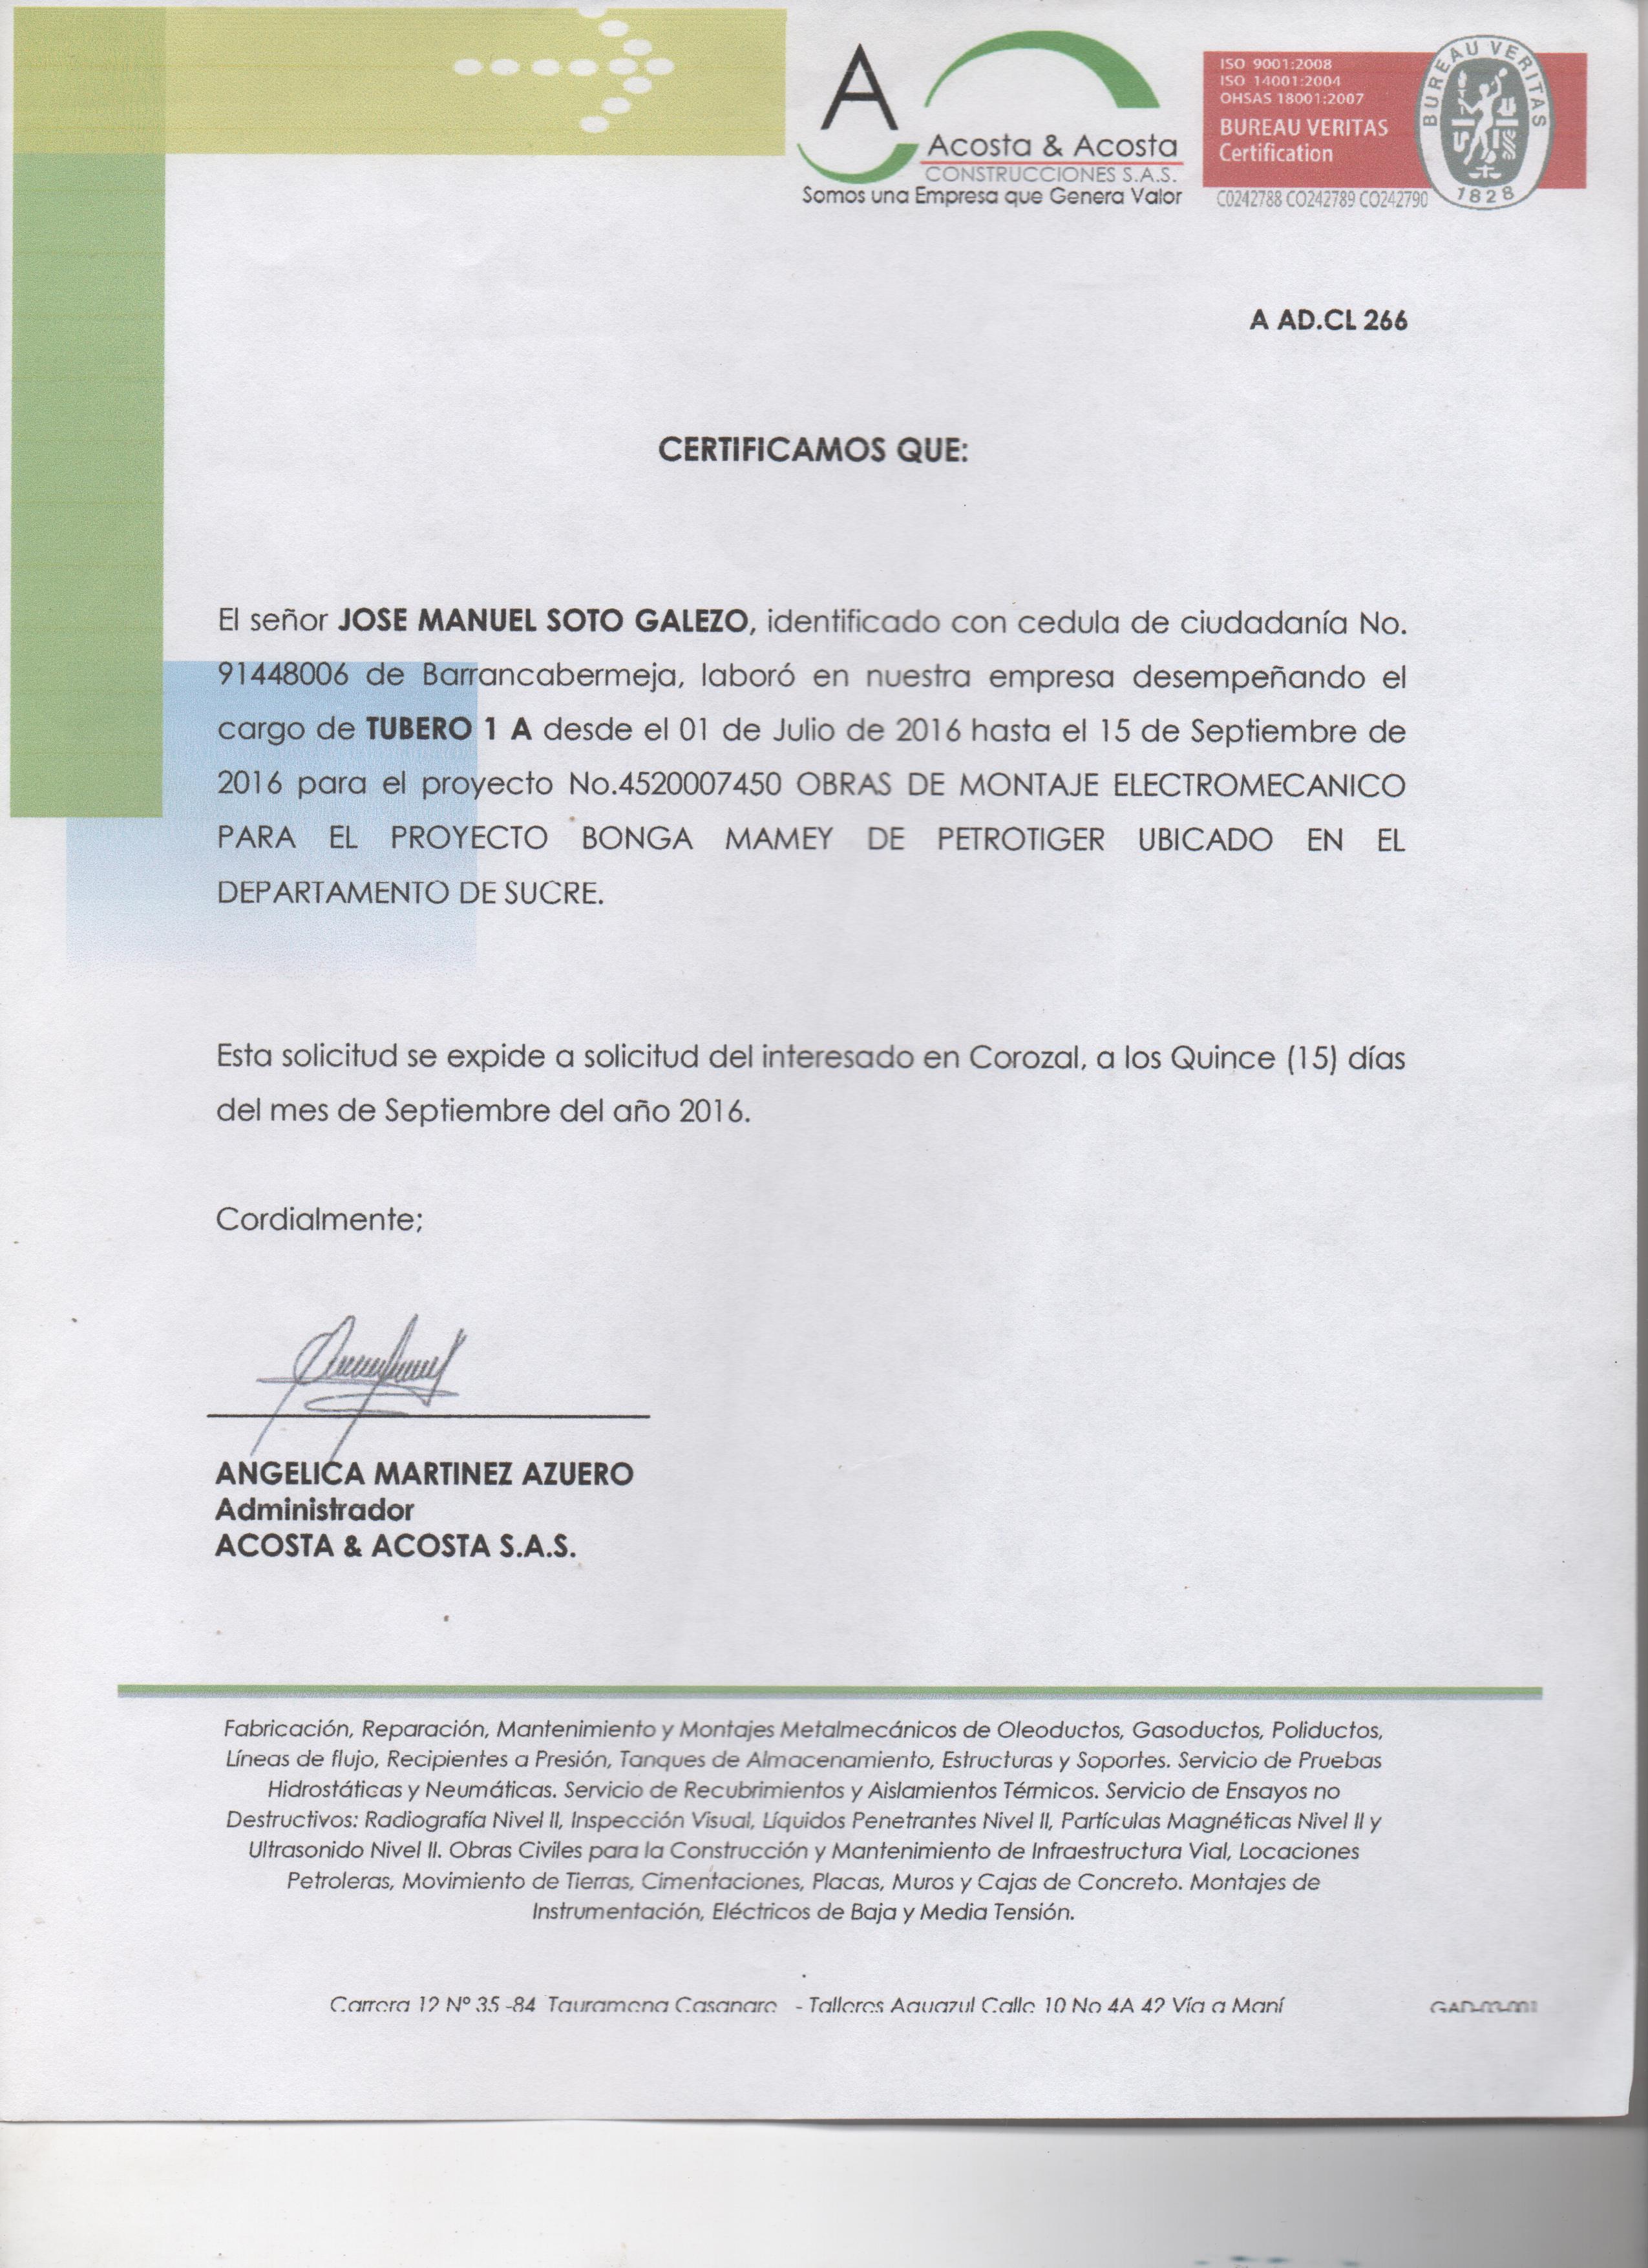 A
Acosta & Acosta
CONSTRUCCIONES S.A.S.
Somos una Empresa que Genera Valor
ISO 9001:2008
ISO 14001:2004
OHSAS 18001:2007
BUREAU VERITAS
Certification
C0242788 CO242789 CO242790
BUREAU VERITAS
1828
A AD.CL 266
CERTIFICAMOS QUE:
El señor JOSE MANUEL SOTO GALEZO, identificado con cedula de ciudadanía No.
91448006 de Barrancabermeja, laboró en nuestra empresa desempeñando el
cargo de TUBERO 1 A desde el 01 de Julio de 2016 hasta el 15 de Septiembre de
2016 para el proyecto No.4520007450 OBRAS DE MONTAJE ELECTROMECANICO
PARA EL PROYECTO BONGA MAMEY DE PETROTIGER UBICADO EN EL
DEPARTAMENTO DE SUCRE.
Esta solicitud se expide a solicitud del interesado en Corozal, a los Quince (15) días
del mes de Septiembre del año 2016.
Cordialmente;
ANGELICA MARTINEZ AZUERO
Administrador
ACOSTA & ACOSTA S.A.S.
Fabricación, Reparación, Mantenimiento y Montajes Metalmecánicos de Oleoductos, Gasoductos, Poliductos,
Líneas de flujo, Recipientes a Presión, Tanques de Almacenamiento, Estructuras y Soportes. Servicio de Pruebas
Hidrostáticas y Neumáticas. Servicio de Recubrimientos y Aislamientos Térmicos. Servicio de Ensayos no
Destructivos: Radiografía Nivel II, Inspección Visual, Líquidos Penetrantes Nivel II, Partículas Magnéticas Nivel II y
Ultrasonido Nivel II. Obras Civiles para la Construcción y Mantenimiento de Infraestructura Vial, Locaciones
Petroleras, Movimiento de Tierras, Cimentaciones, Placas, Muros y Cajas de Concreto. Montajes de
Instrumentación, Eléctricos de Baja y Media Tensión.
Carrera 12 Nº 35 -84 Tauramena Casanare - Talleres Aguazul Calle 10 No 4A 42 Vía a Maní
GAD-03-001